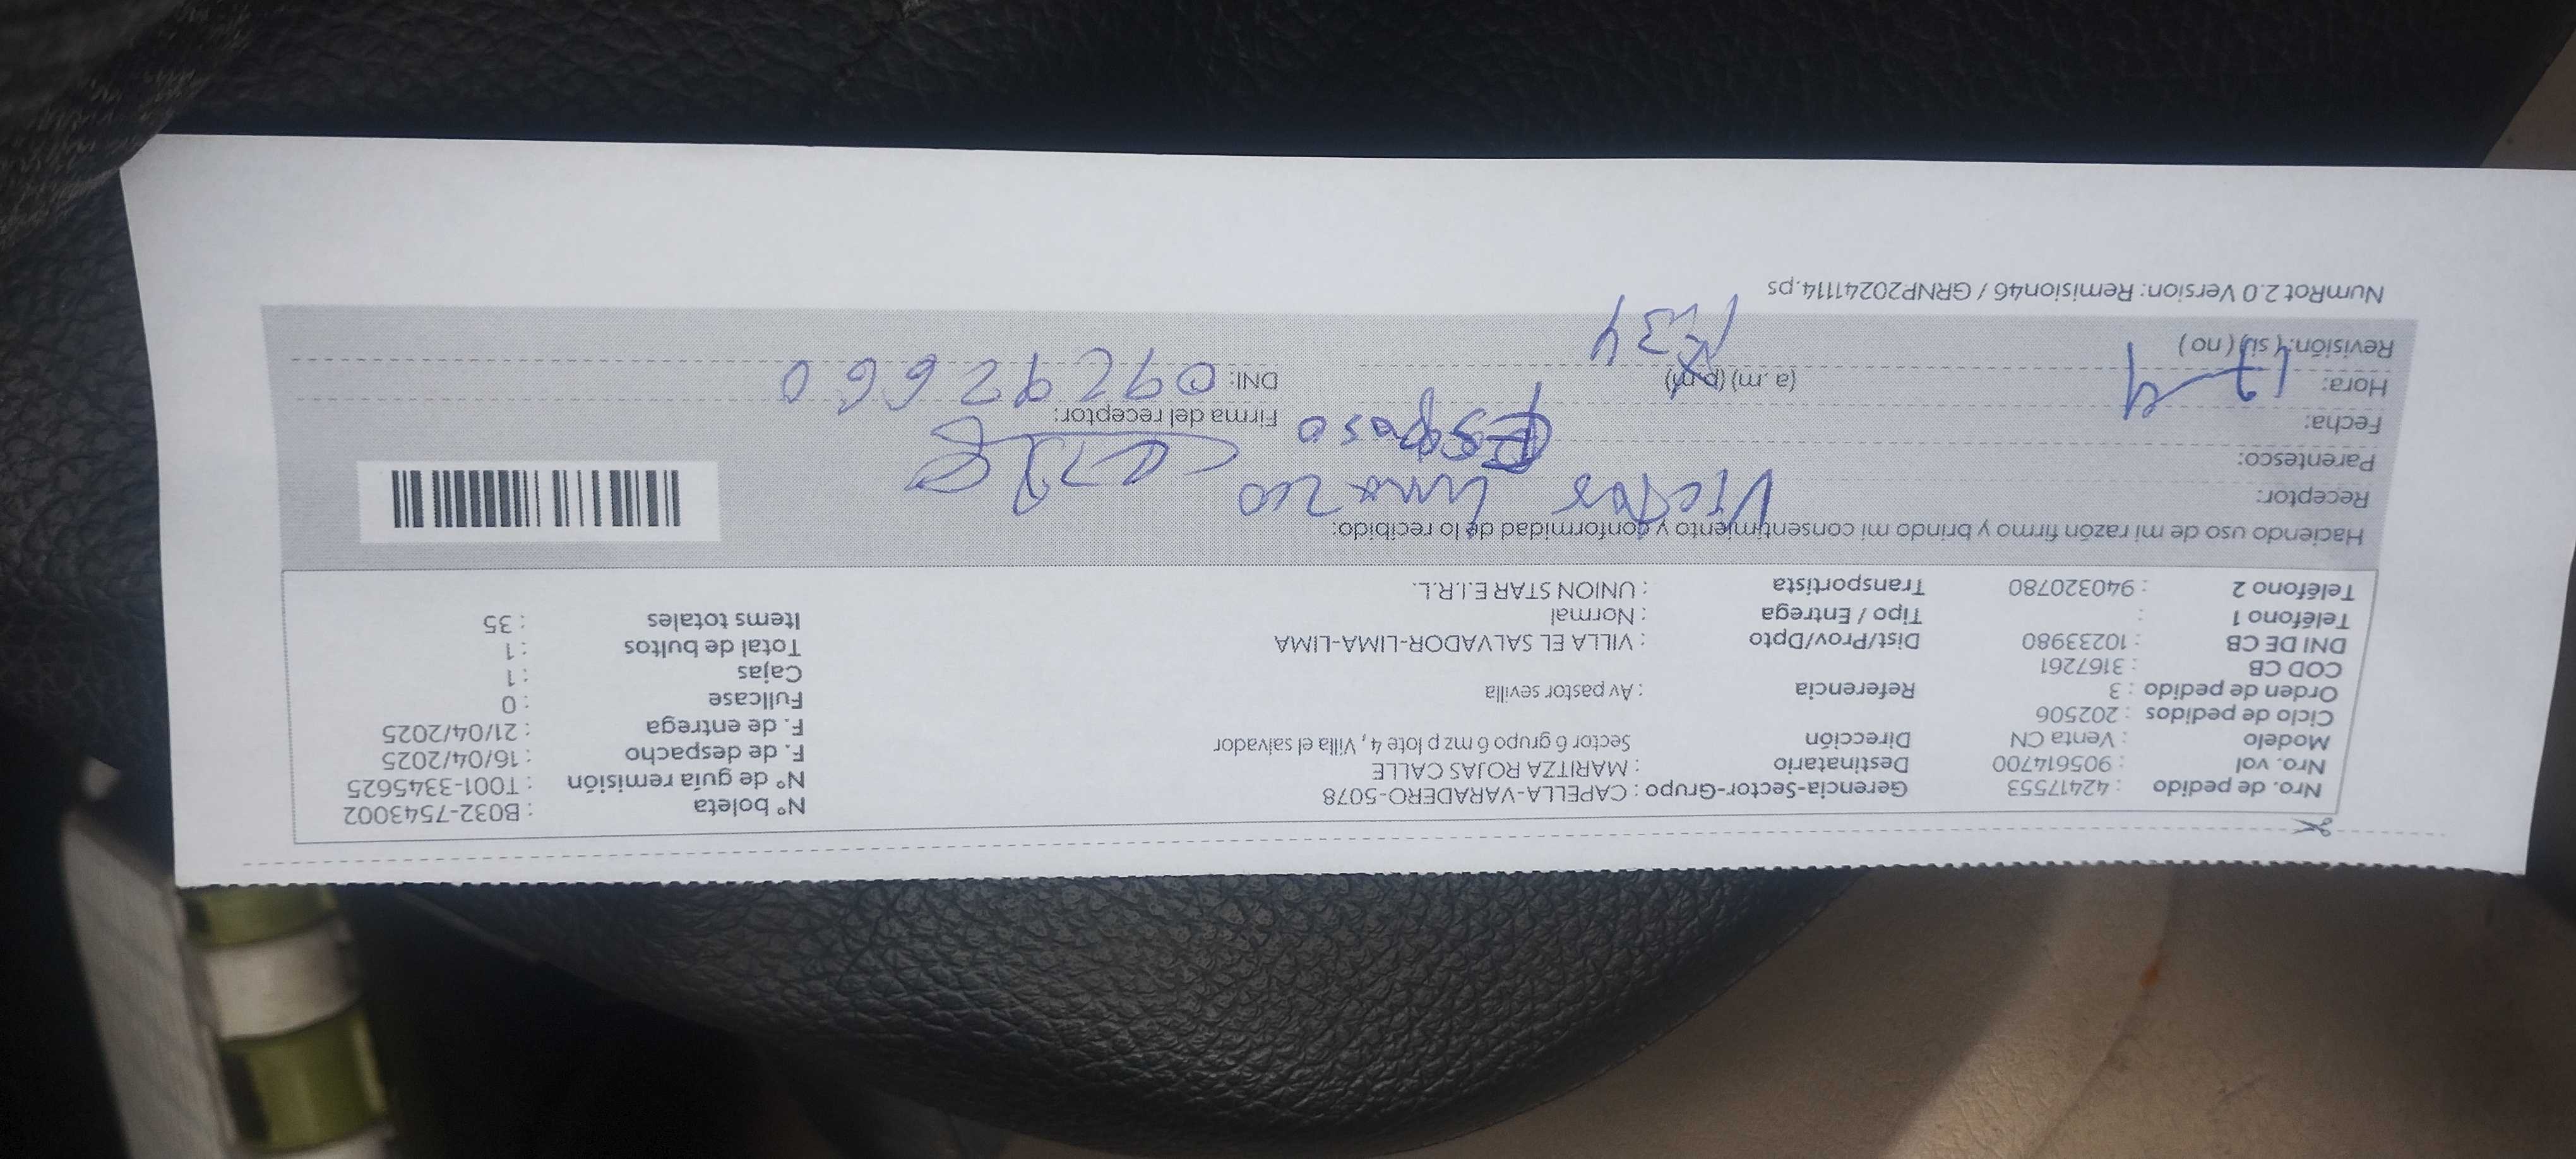 Nro. de pedido : 42417553 Gerencia-Sector-Grupo : CAPELLA-VARADERO-5078 N° boleta : B032-7543002
Nro. vol : 905614700 Destinatario : MARITZA ROJAS CALLE N° de guía remisión : T001-3345625
Modelo : Venta CN Dirección Sector 6 grupo 6 mz p lote 4 , Villa el salvador F. de despacho : 16/04/2025
Ciclo de pedidos : 202506 F. de entrega : 21/04/2025
Orden de pedido : 3 Referencia : Av pastor sevilla Fullcase : 0
COD CB : 3167261 Cajas : 1
DNI DE CB : 10233980 Dist/Prov/Dpto : VILLA EL SALVADOR-LIMA-LIMA Total de bultos : 1
Teléfono 1 : Tipo / Entrega : Normal Items totales : 35
Teléfono 2 : 940320780 Transportista : UNION STAR E.I.R.L.
Haciendo uso de mi razón firmo y brindo mi consentimiento y conformidad de lo recibido:
Receptor: Victor
Parentesco: Esposo
Fecha: 17-4 Firma del receptor:
Hora: (a.m) (p.m) DNI: 09292660
Revisión: ( si ) ( no )
NumRot 2.0 Version: Remision46 / GRNP20241114.ps